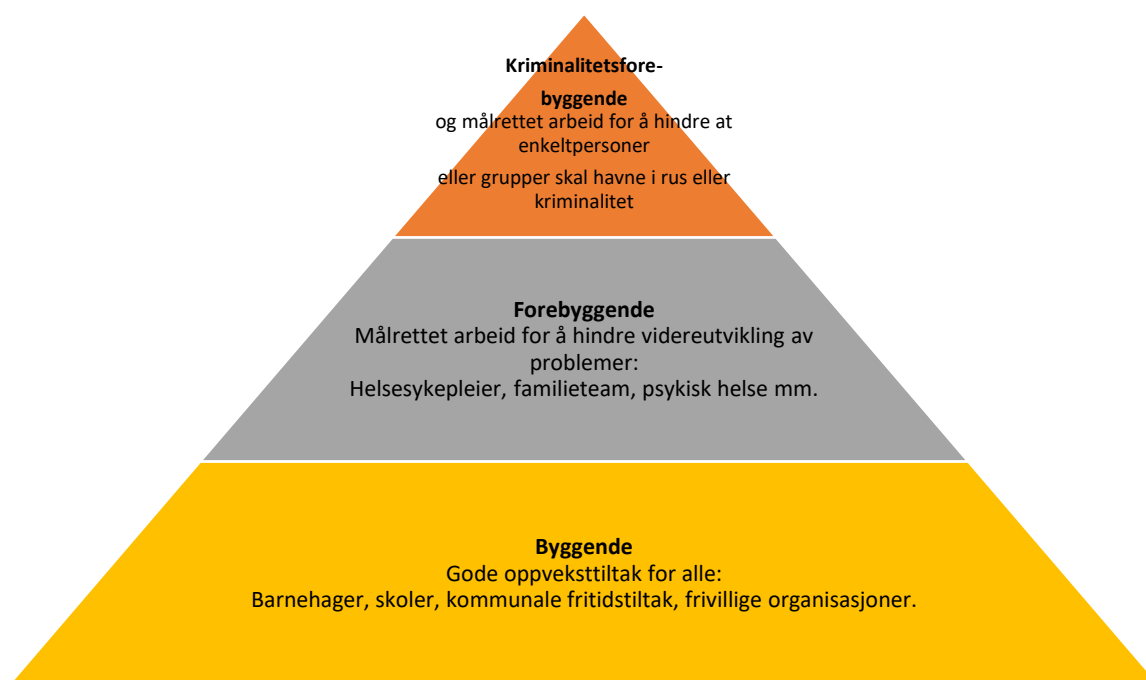 Kriminalitetsfore-
byggende
og målrettet arbeid for å hindre at
enkeltpersoner
eller grupper skal havne i rus eller
kriminalitet
Forebyggende
Målrettet arbeid for å hindre videreutvikling av
problemer:
Helsesykepleier, familieteam, psykisk helse mm.
Byggende
Gode oppveksttiltak for alle:
Barnehager, skoler, kommunale fritidstiltak, frivillige organisasjoner.